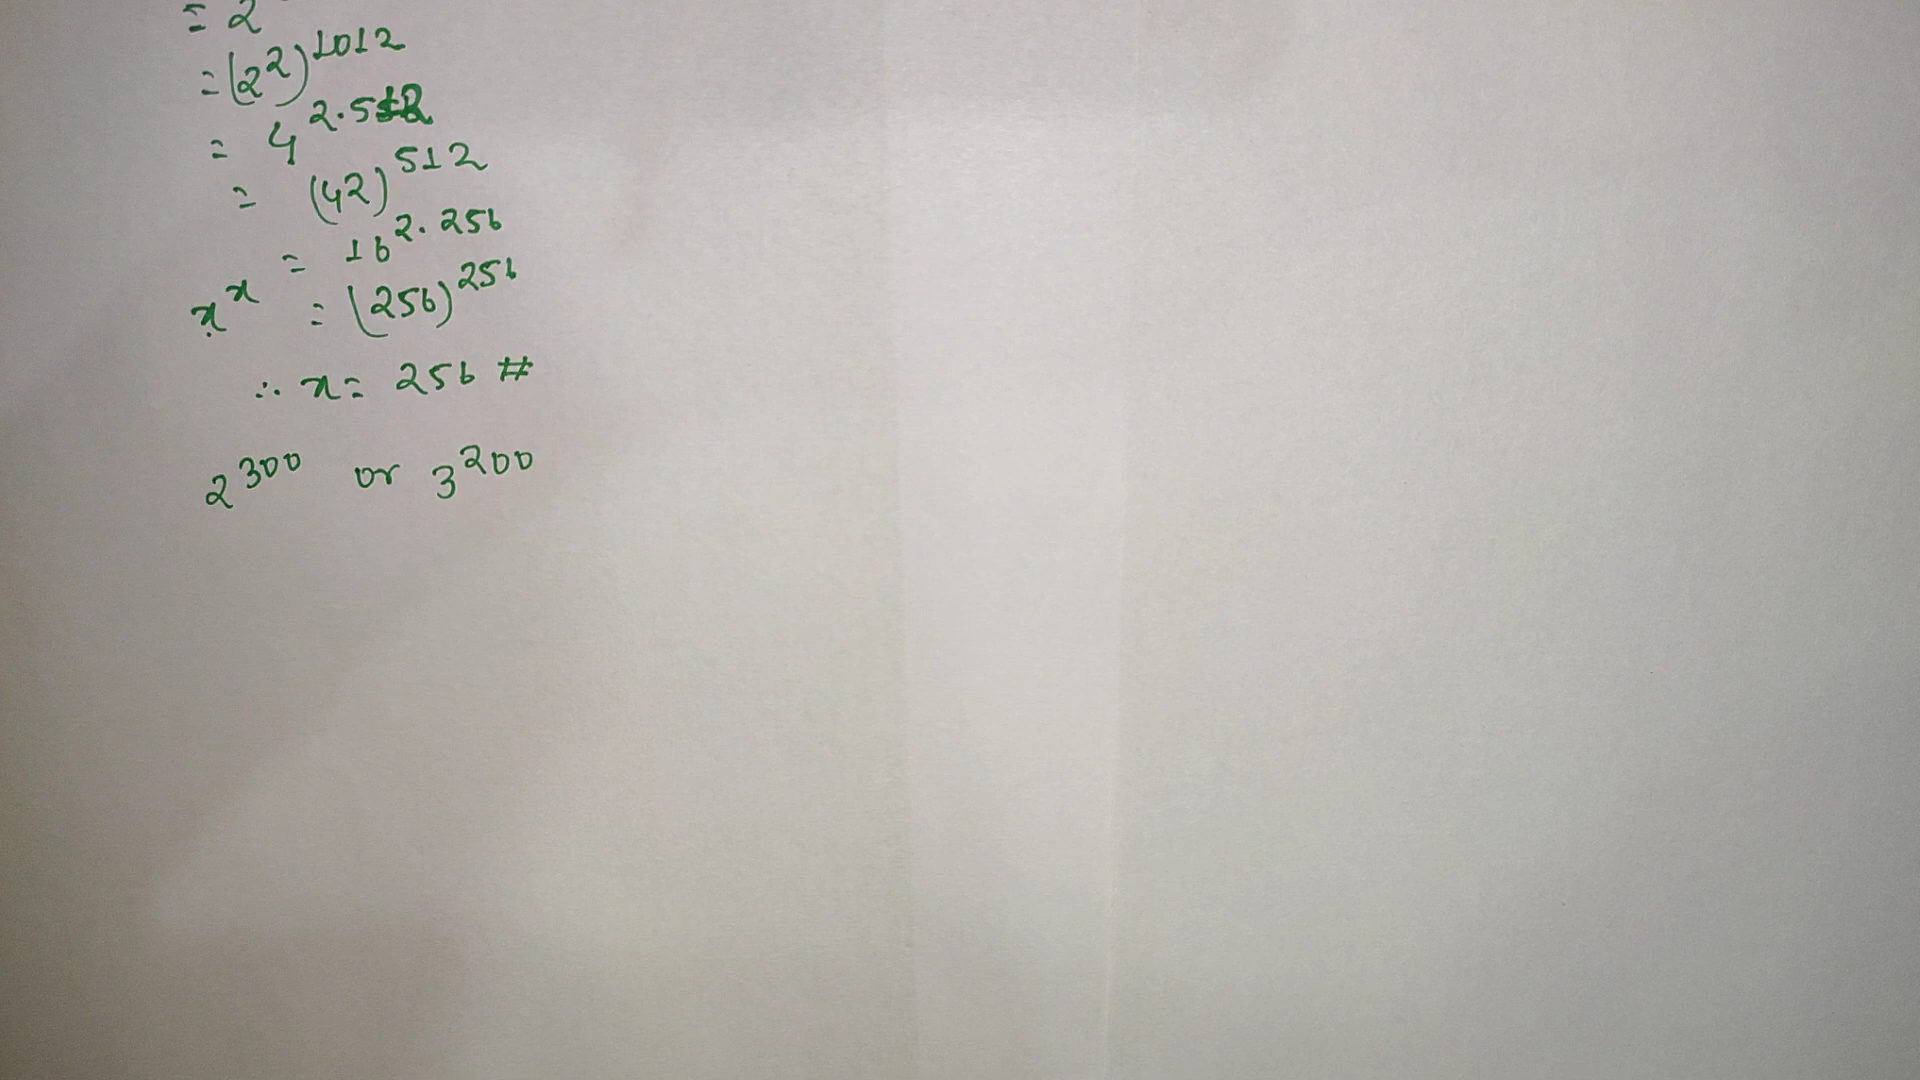 = 2
= (2²)^1012
= 4^2.512
= (42)^512
= 16^2.256
x^x = (256)^256
∴ x = 256 #
2^300 or 3^200